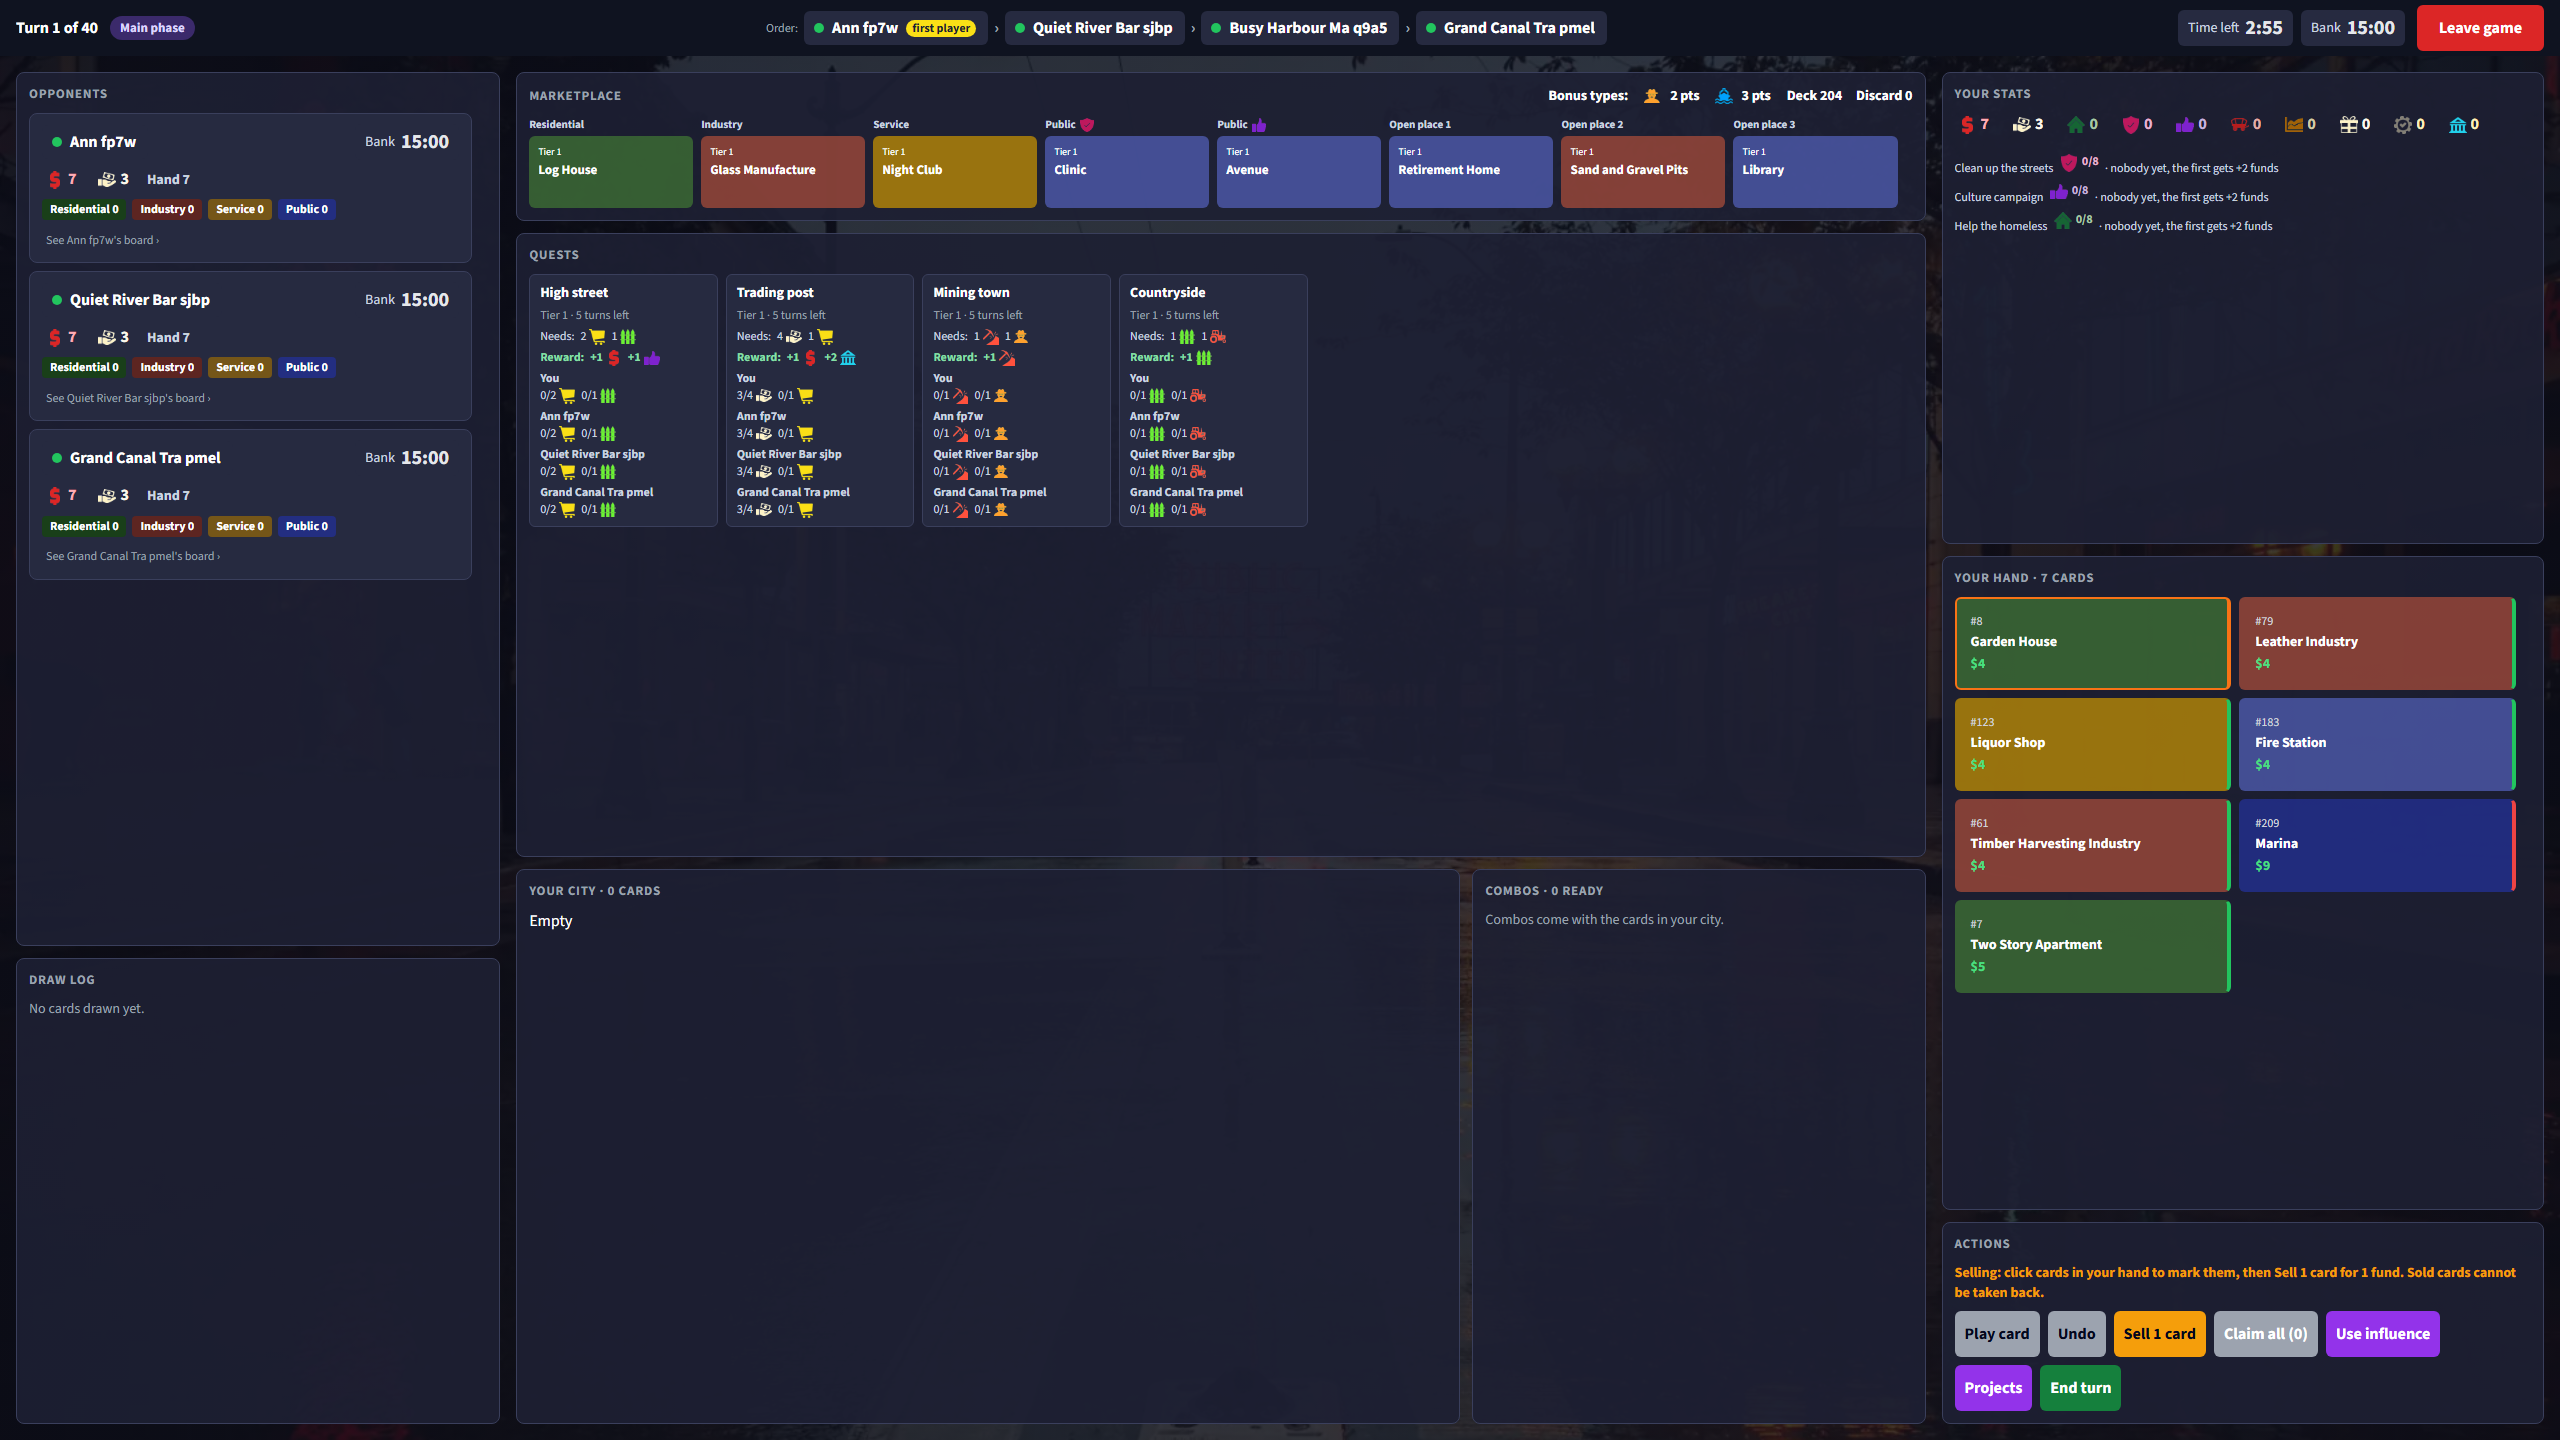 Turn 1 of 40 Main phase
Order: Ann fp7w first player › Quiet River Bar sjbp › Busy Harbour Ma q9a5 › Grand Canal Tra pmel
Time left 2:55 Bank 15:00 Leave game
OPPONENTS
Ann fp7w Bank 15:00
7 3 Hand 7
Residential 0 Industry 0 Service 0 Public 0
See Ann fp7w's board ›
Quiet River Bar sjbp Bank 15:00
7 3 Hand 7
Residential 0 Industry 0 Service 0 Public 0
See Quiet River Bar sjbp's board ›
Grand Canal Tra pmel Bank 15:00
7 3 Hand 7
Residential 0 Industry 0 Service 0 Public 0
See Grand Canal Tra pmel's board ›
DRAW LOG
No cards drawn yet.
MARKETPLACE
Bonus types: 2 pts 3 pts Deck 204 Discard 0
Residential Industry Service Public Public Open place 1 Open place 2 Open place 3
Tier 1 Tier 1 Tier 1 Tier 1 Tier 1 Tier 1 Tier 1 Tier 1
Log House Glass Manufacture Night Club Clinic Avenue Retirement Home Sand and Gravel Pits Library
QUESTS
High street
Tier 1 · 5 turns left
Needs: 2 1
Reward: +1 $ +1
You
0/2 0/1
Ann fp7w
0/2 0/1
Quiet River Bar sjbp
0/2 0/1
Grand Canal Tra pmel
0/2 0/1
Trading post
Tier 1 · 5 turns left
Needs: 4 1
Reward: +1 $ +2
You
3/4 0/1
Ann fp7w
3/4 0/1
Quiet River Bar sjbp
3/4 0/1
Grand Canal Tra pmel
3/4 0/1
Mining town
Tier 1 · 5 turns left
Needs: 1 1
Reward: +1
You
0/1 0/1
Ann fp7w
0/1 0/1
Quiet River Bar sjbp
0/1 0/1
Grand Canal Tra pmel
0/1 0/1
Countryside
Tier 1 · 5 turns left
Needs: 1 1
Reward: +1
You
0/1 0/1
Ann fp7w
0/1 0/1
Quiet River Bar sjbp
0/1 0/1
Grand Canal Tra pmel
0/1 0/1
YOUR CITY · 0 CARDS
Empty
COMBOS · 0 READY
Combos come with the cards in your city.
YOUR STATS
7 3 0 0 0 0 0 0 0 0
Clean up the streets 0/8 · nobody yet, the first gets +2 funds
Culture campaign 0/8 · nobody yet, the first gets +2 funds
Help the homeless 0/8 · nobody yet, the first gets +2 funds
YOUR HAND · 7 CARDS
#8
Garden House
$4
#79
Leather Industry
$4
#123
Liquor Shop
$4
#183
Fire Station
$4
#61
Timber Harvesting Industry
$4
#209
Marina
$9
#7
Two Story Apartment
$5
ACTIONS
Selling: click cards in your hand to mark them, then Sell 1 card for 1 fund. Sold cards cannot
be taken back.
Play card Undo Sell 1 card Claim all (0) Use influence
Projects End turn